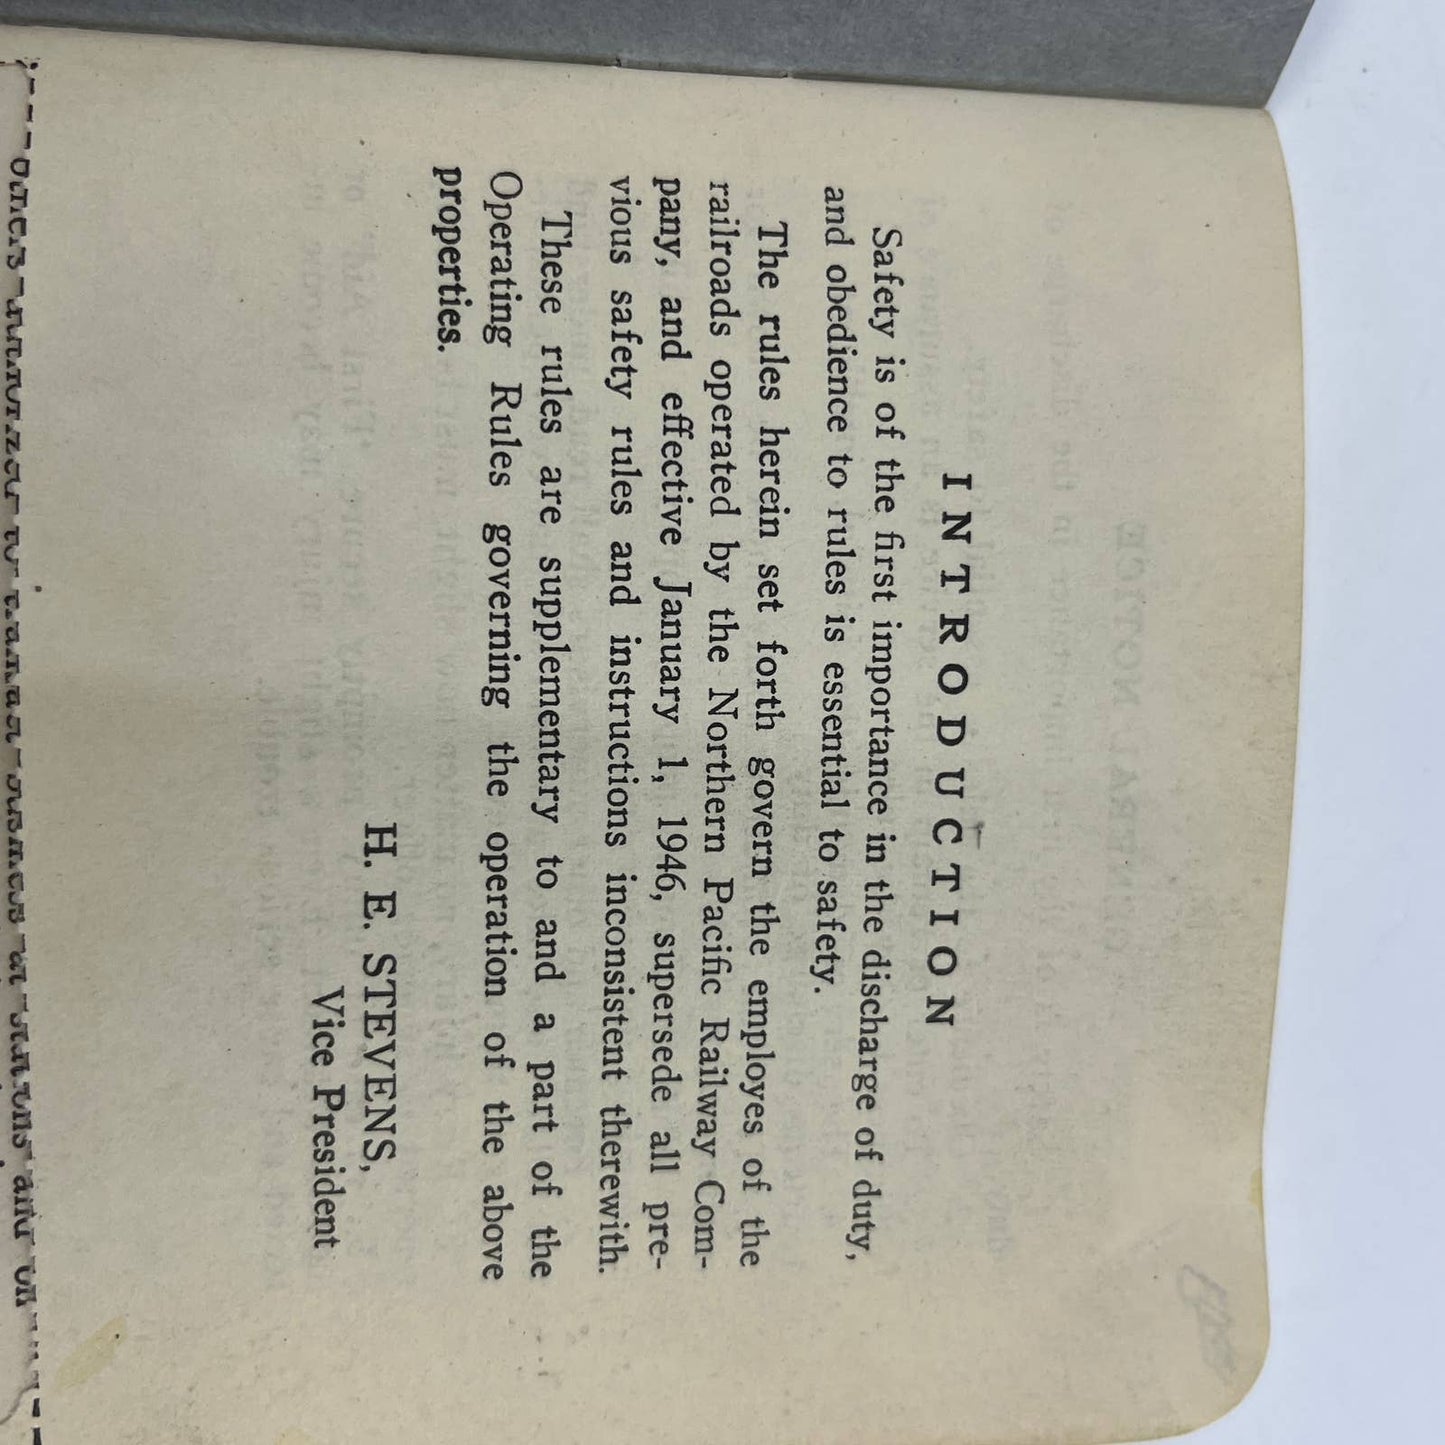 INTRODUCTION
Safety is of the first importance in the discharge of duty,
and obedience to rules is essential to safety.
The rules herein set forth govern the employes of the
railroads operated by the Northern Pacific Railway Com-
pany, and effective January 1, 1946, supersede all pre-
vious safety rules and instructions inconsistent therewith.
These rules are supplementary to and a part of the
Operating Rules governing the operation of the above
properties.
H. E. STEVENS,
Vice President